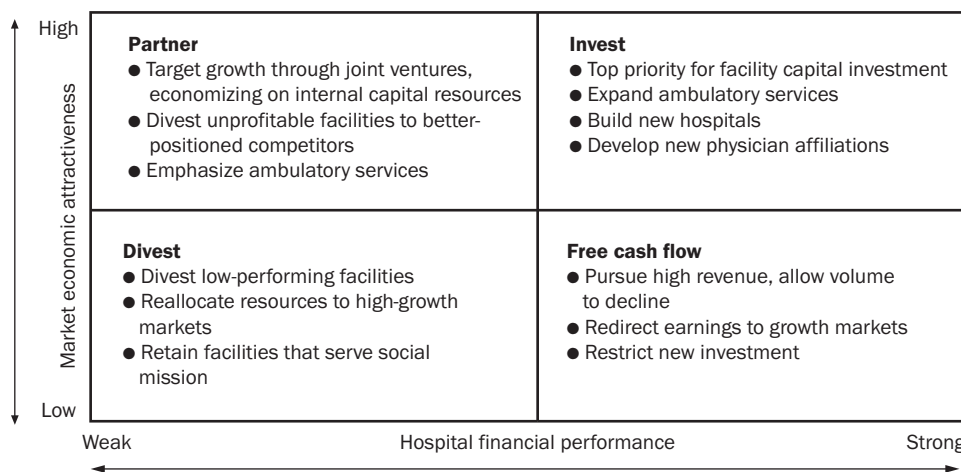 High
Partner
● Target growth through joint ventures,
economizing on internal capital resources
● Divest unprofitable facilities to better-
positioned competitors
● Emphasize ambulatory services
Invest
● Top priority for facility capital investment
● Expand ambulatory services
● Build new hospitals
● Develop new physician affiliations
Market economic attractiveness
Divest
● Divest low-performing facilities
● Reallocate resources to high-growth
markets
● Retain facilities that serve social
mission
Free cash flow
● Pursue high revenue, allow volume
to decline
● Redirect earnings to growth markets
● Restrict new investment
Low
Weak
Hospital financial performance
Strong